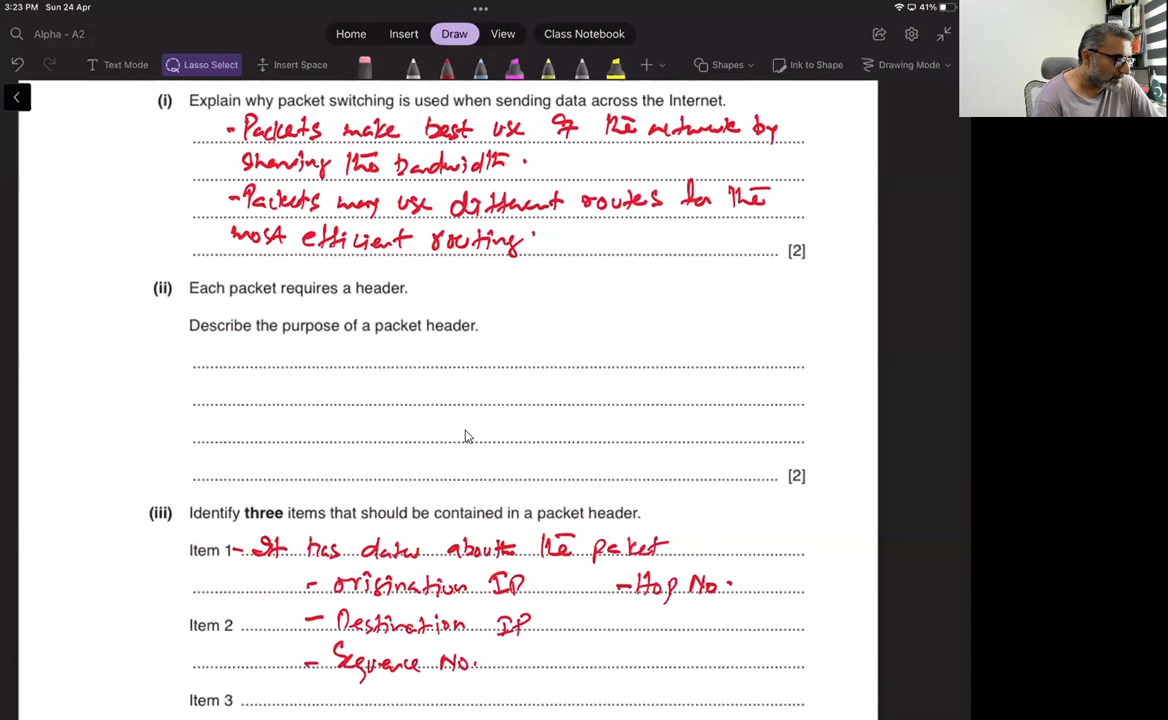 3:23 PM Sun 24 Apr
41%
Alpha - A2
Home Insert Draw View Class Notebook
Text Mode Lasso Select Insert Space Shapes Ink to Shape Drawing Mode
(i) Explain why packet switching is used when sending data across the Internet.
- Packets make best use of the network by
sharing the bandwidth.
- Packets may use different routes for the
most efficient routing.
[2]
(ii) Each packet requires a header.
Describe the purpose of a packet header.
[2]
(iii) Identify three items that should be contained in a packet header.
Item 1 - It has data about the packet
- Origination IP - Hop No.
Item 2 - Destination IP
- Sequence No.
Item 3